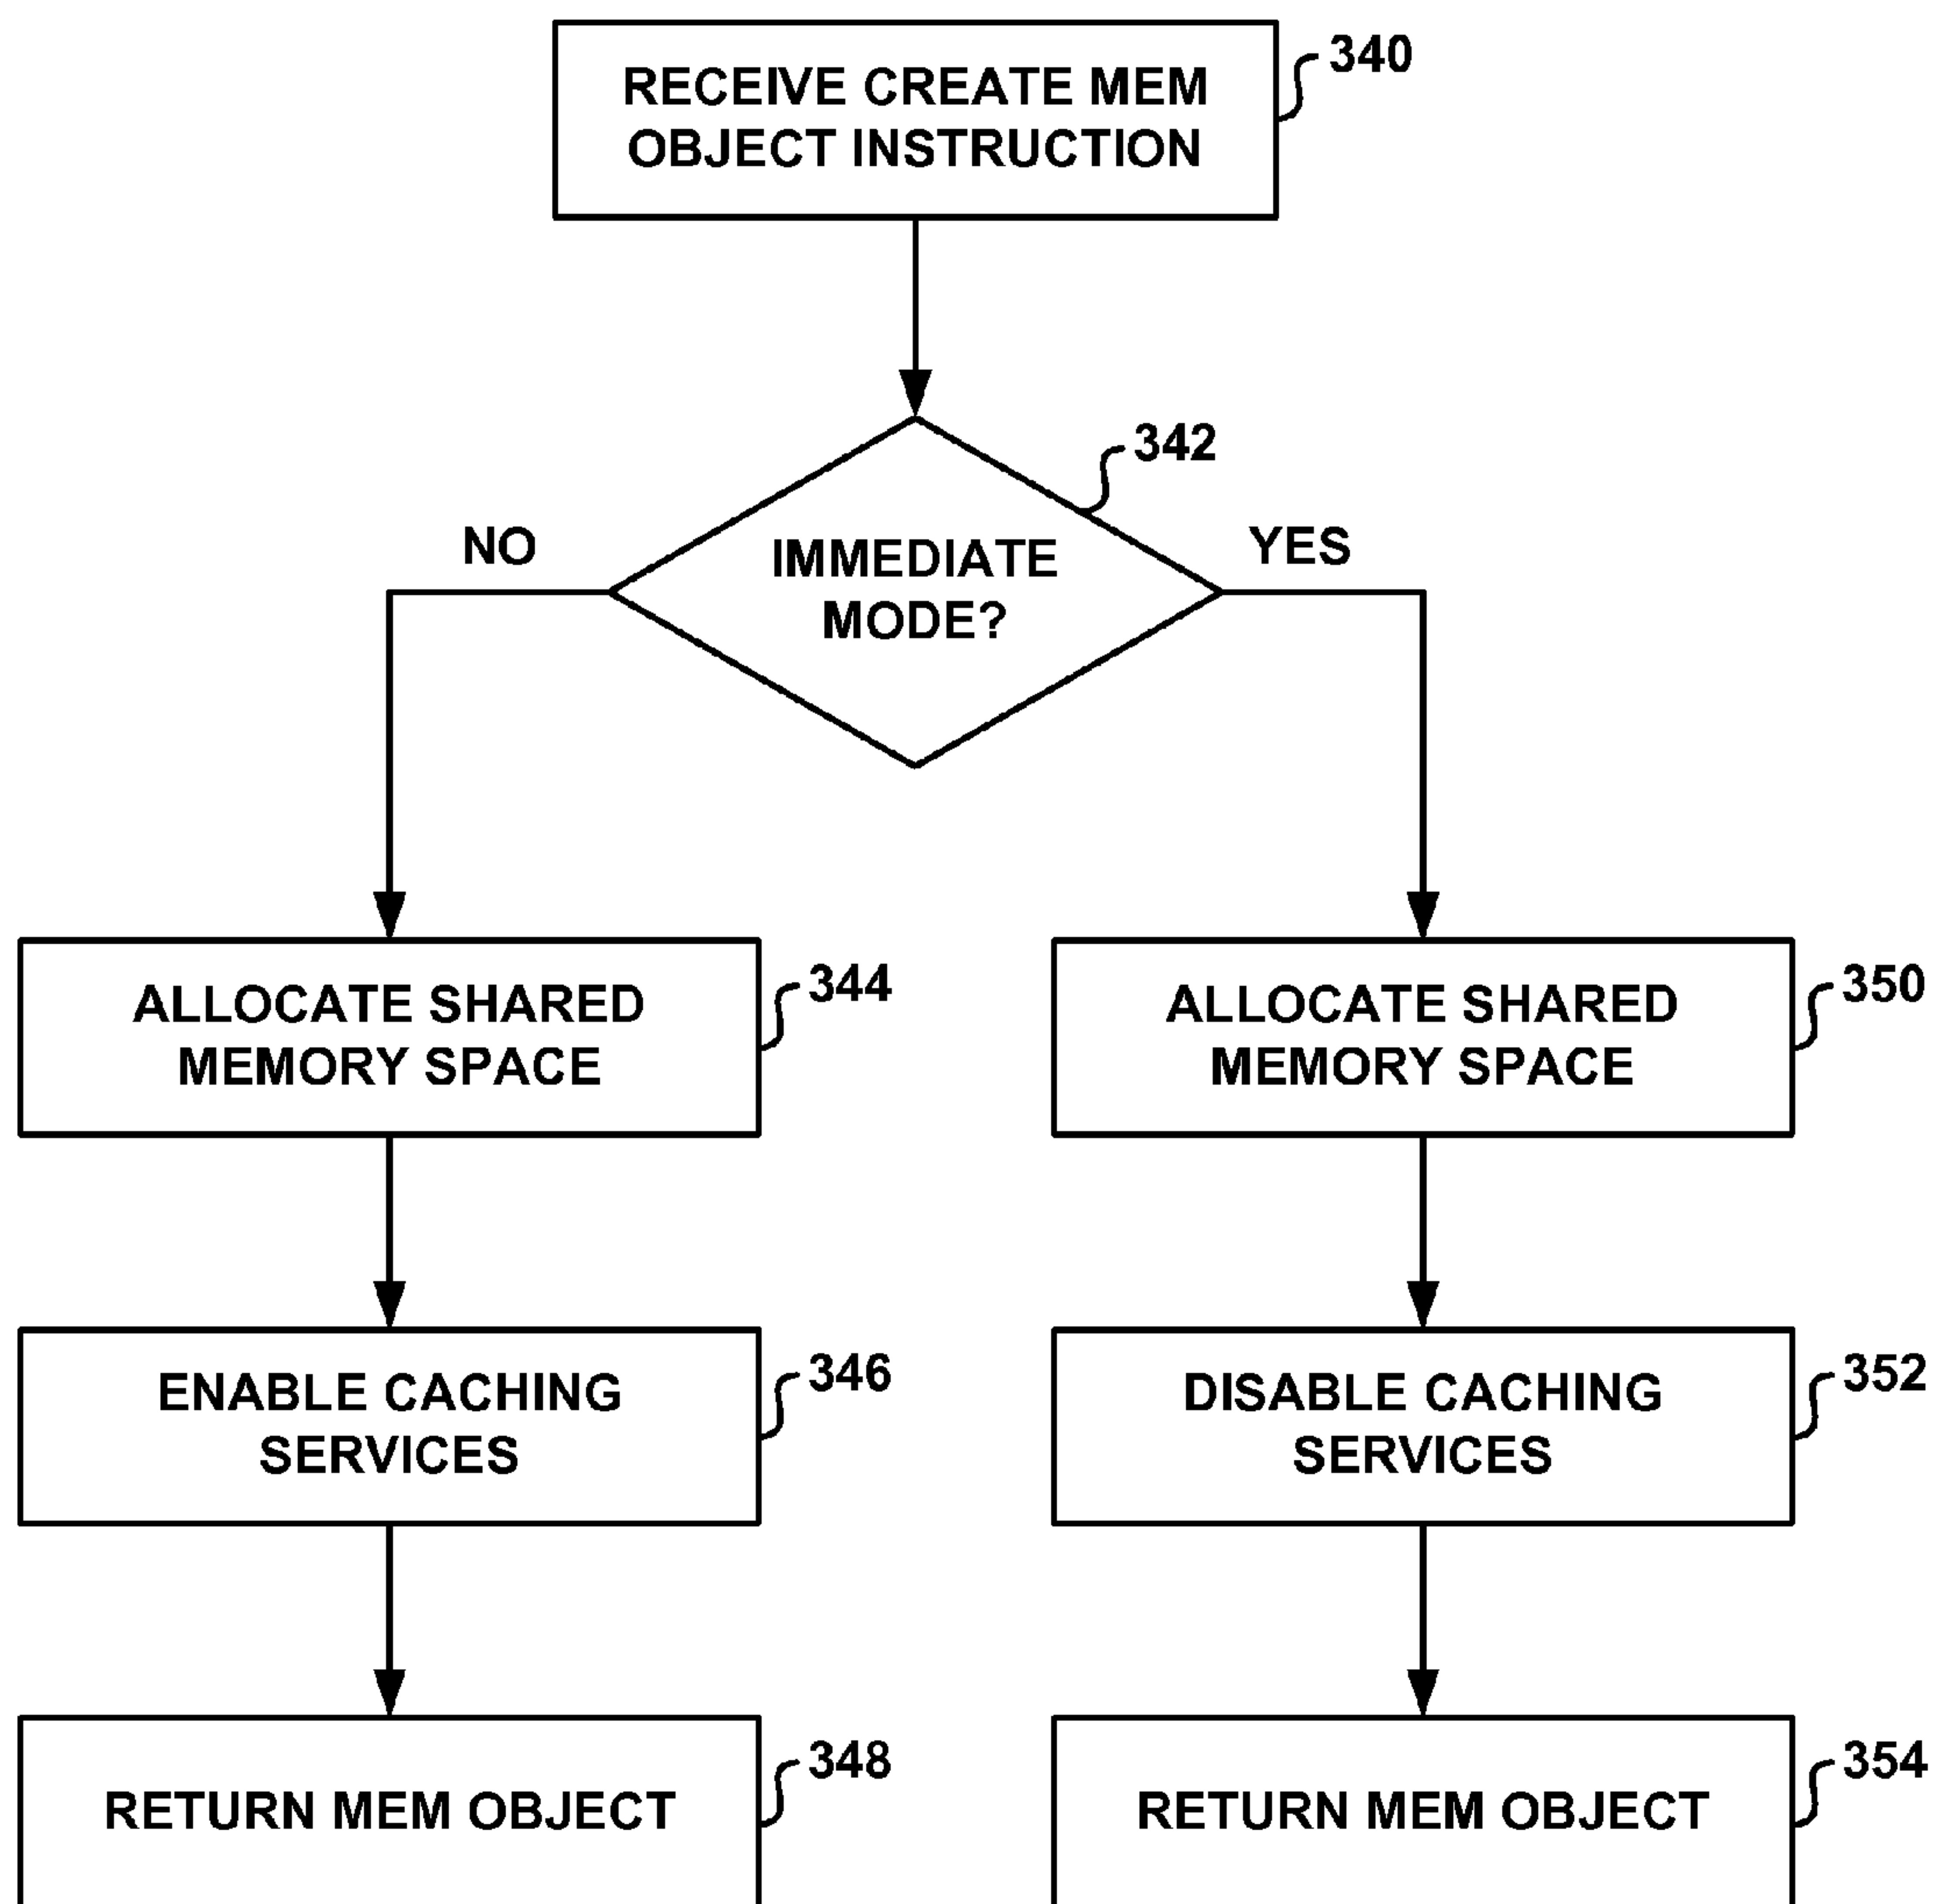 RECEIVE CREATE MEM
OBJECT INSTRUCTION
340
342
IMMEDIATE
MODE?
NO
YES
ALLOCATE SHARED
MEMORY SPACE
344
ENABLE CACHING
SERVICES
346
RETURN MEM OBJECT
348
ALLOCATE SHARED
MEMORY SPACE
350
DISABLE CACHING
SERVICES
352
RETURN MEM OBJECT
354